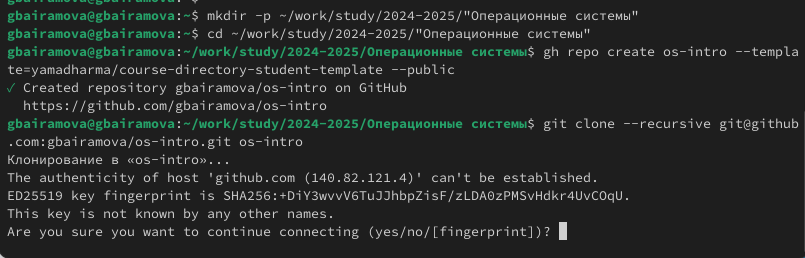 gbairamova@gbairamova:~$ mkdir -p ~/work/study/2024-2025/"Операционные системы"
gbairamova@gbairamova:~$ cd ~/work/study/2024-2025/"Операционные системы"
gbairamova@gbairamova:~/work/study/2024-2025/Операционные системы$ gh repo create os-intro --templa
te=yamadharma/course-directory-student-template --public
✓ Created repository gbairamova/os-intro on GitHub
https://github.com/gbairamova/os-intro
gbairamova@gbairamova:~/work/study/2024-2025/Операционные системы$ git clone --recursive git@github
.com:gbairamova/os-intro.git os-intro
Клонирование в «os-intro»...
The authenticity of host 'github.com (140.82.121.4)' can't be established.
ED25519 key fingerprint is SHA256:+DiY3wvvV6TuJJhbpZisF/zLDA0zPMSvHdkr4UvCOqU.
This key is not known by any other names.
Are you sure you want to continue connecting (yes/no/[fingerprint])?